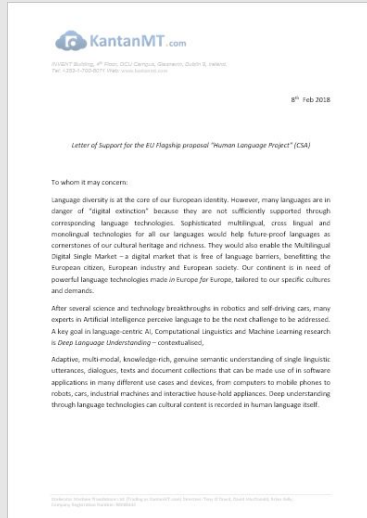 KantanMT.com
INVENT Building, 4th Floor, DCU Campus, Glasnevin, Dublin 9, Ireland.
8th Feb 2018
Letter of Support for the EU Flagship proposal "Human Language Project" (CSA)
To whom it may concern:
Language diversity is at the core of our European identity. However, many languages are in
danger of "digital extinction" because they are not sufficiently supported through
corresponding language technologies. Sophisticated multilingual, cross lingual and
monolingual technologies for all our languages would help future-proof languages as
cornerstones of our cultural heritage and richness. They would also enable the Multilingual
Digital Single Market – a digital market that is free of language barriers, benefitting the
European citizen, European industry and European society. Our continent is in need of
powerful language technologies made in Europe for Europe, tailored to our specific cultures
and demands.
After several science and technology breakthroughs in robotics and self-driving cars, many
experts in Artificial Intelligence perceive language to be the next challenge to be addressed.
A key goal in language-centric AI, Computational Linguistics and Machine Learning research
is Deep Language Understanding – contextualised,
Adaptive, multi-modal, knowledge-rich, genuine semantic understanding of single linguistic
utterances, dialogues, texts and document collections that can be made use of in software
applications in many different use cases and devices, from computers to mobile phones to
robots, cars, industrial machines and interactive house-hold appliances. Deep understanding
through language technologies can cultural content is recorded in human language itself.